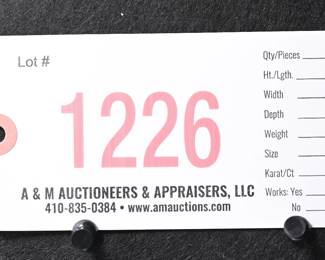 Lot #
1226
A & M AUCTIONEERS & APPRAISERS, LLC
410-835-0384 • www.amauctions.com
Qty/Pieces
Ht./Lgth.
Width
Depth
Weight
Size
Karat/Ct
Works: Yes
No